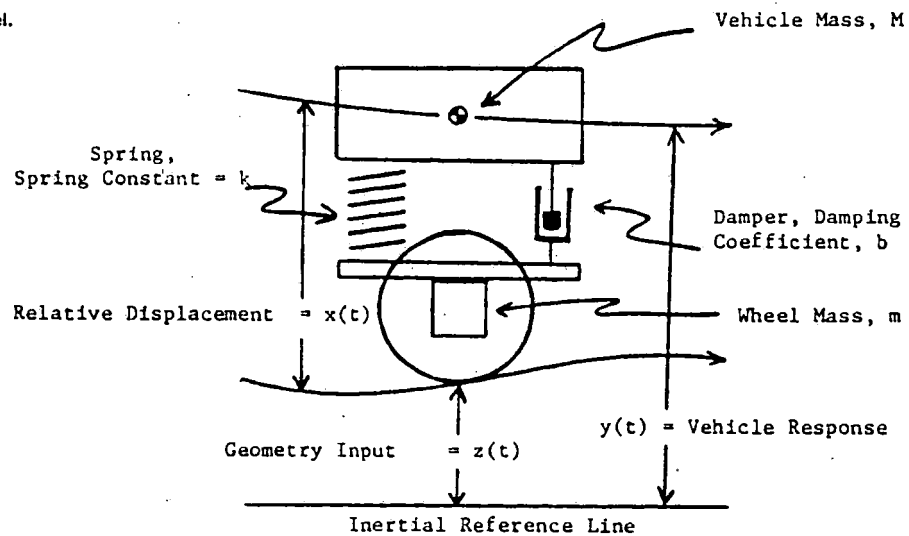 el.
Vehicle Mass, M
Spring,
Spring Constant = k
Damper, Damping
Coefficient, b
Relative Displacement = x(t)
Wheel Mass, m
y(t) = Vehicle Response
Geometry Input = z(t)
Inertial Reference Line